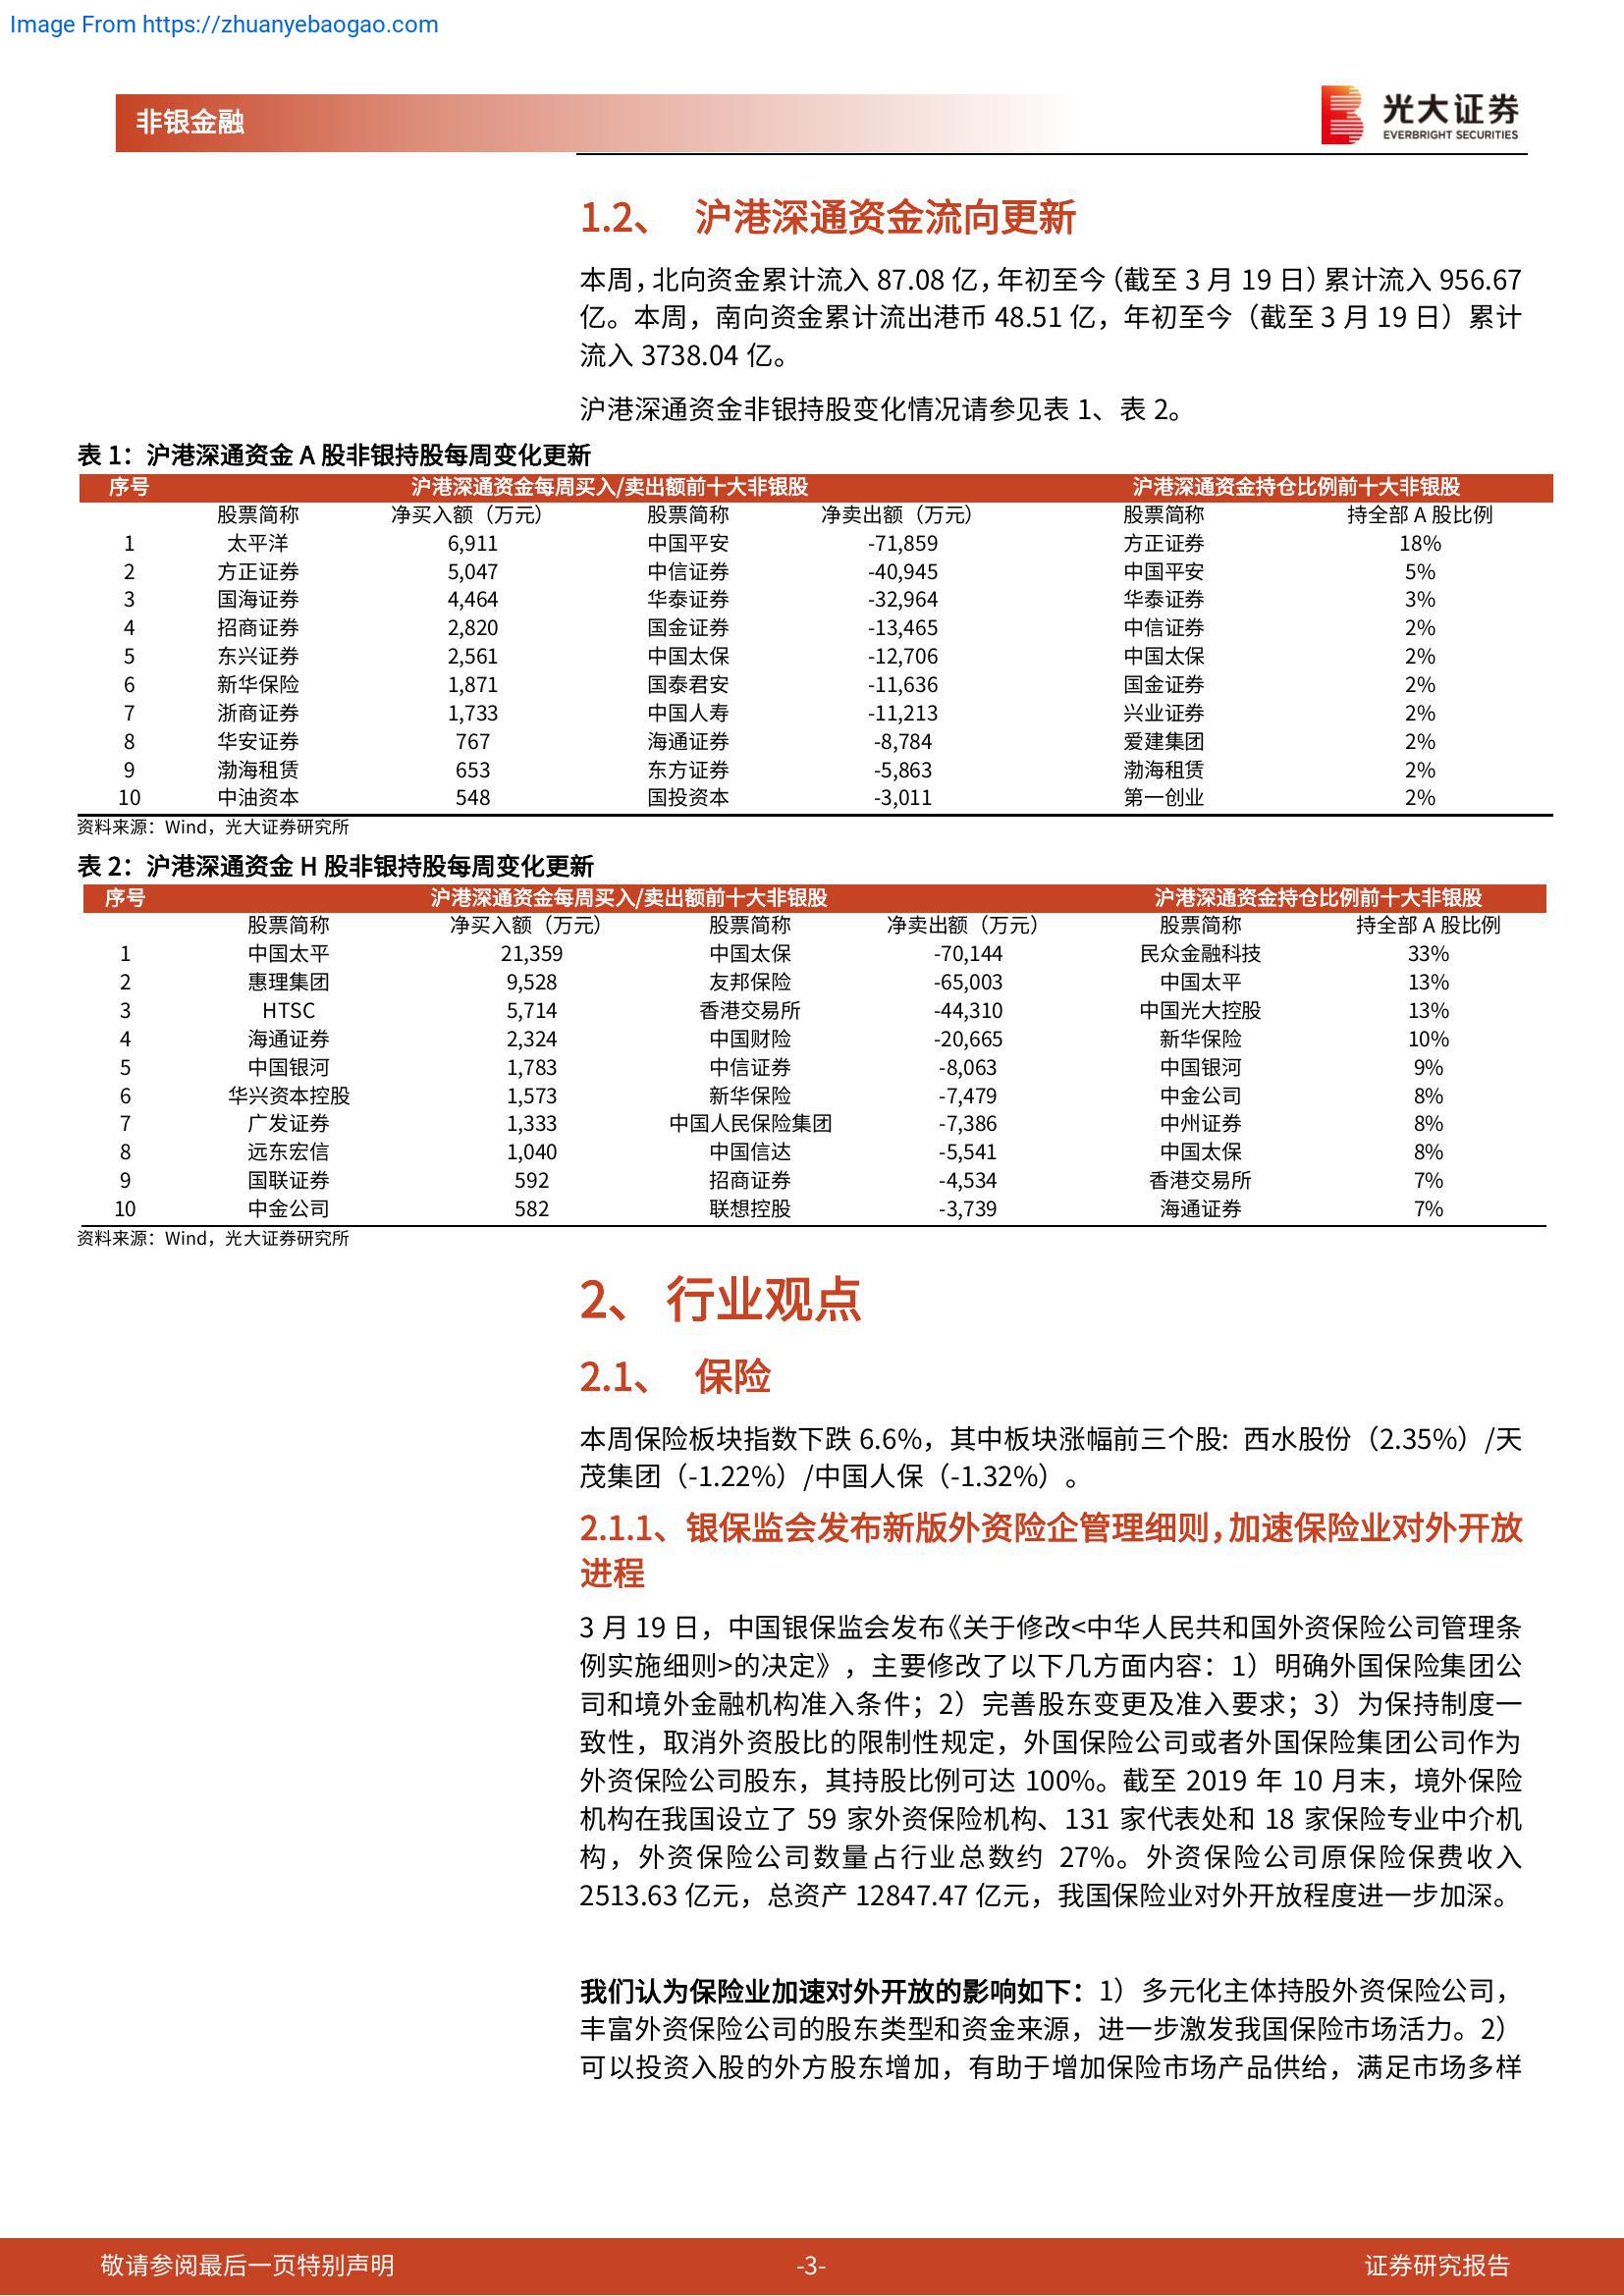 Image From https://zhuanyebaogao.com
非银金融
光大证券
EVERBRIGHT SECURITIES
1.2、 沪港深通资金流向更新
本周，北向资金累计流入 87.08 亿，年初至今（截至 3 月 19 日）累计流入 956.67
亿。本周，南向资金累计流出港币 48.51 亿，年初至今（截至 3 月 19 日）累计
流入 3738.04 亿。
沪港深通资金非银持股变化情况请参见表 1、表 2。
表 1：沪港深通资金 A 股非银持股每周变化更新
序号 沪港深通资金每周买入/卖出额前十大非银股 沪港深通资金持仓比例前十大非银股
股票简称 净买入额（万元） 股票简称 净卖出额（万元） 股票简称 持全部 A 股比例
1 太平洋 6,911 中国平安 -71,859 方正证券 18%
2 方正证券 5,047 中信证券 -40,945 中国平安 5%
3 国海证券 4,464 华泰证券 -32,964 华泰证券 3%
4 招商证券 2,820 国金证券 -13,465 中信证券 2%
5 东兴证券 2,561 中国太保 -12,706 中国太保 2%
6 新华保险 1,871 国泰君安 -11,636 国金证券 2%
7 浙商证券 1,733 中国人寿 -11,213 兴业证券 2%
8 华安证券 767 海通证券 -8,784 爱建集团 2%
9 渤海租赁 653 东方证券 -5,863 渤海租赁 2%
10 中油资本 548 国投资本 -3,011 第一创业 2%
资料来源：Wind，光大证券研究所
表 2：沪港深通资金 H 股非银持股每周变化更新
序号 沪港深通资金每周买入/卖出额前十大非银股 沪港深通资金持仓比例前十大非银股
股票简称 净买入额（万元） 股票简称 净卖出额（万元） 股票简称 持全部 A 股比例
1 中国太平 21,359 中国太保 -70,144 民众金融科技 33%
2 惠理集团 9,528 友邦保险 -65,003 中国太平 13%
3 HTSC 5,714 香港交易所 -44,310 中国光大控股 13%
4 海通证券 2,324 中国财险 -20,665 新华保险 10%
5 中国银河 1,783 中信证券 -8,063 中国银河 9%
6 华兴资本控股 1,573 新华保险 -7,479 中金公司 8%
7 广发证券 1,333 中国人民保险集团 -7,386 中州证券 8%
8 远东宏信 1,040 中国信达 -5,541 中国太保 8%
9 国联证券 592 招商证券 -4,534 香港交易所 7%
10 中金公司 582 联想控股 -3,739 海通证券 7%
资料来源：Wind，光大证券研究所
2、 行业观点
2.1、 保险
本周保险板块指数下跌 6.6%，其中板块涨幅前三个股：西水股份（2.35%）/天
茂集团（-1.22%）/中国人保（-1.32%）。
2.1.1、银保监会发布新版外资险企管理细则，加速保险业对外开放
进程
3 月 19 日，中国银保监会发布《关于修改<中华人民共和国外资保险公司管理条
例实施细则>的决定》，主要修改了以下几方面内容：1）明确外国保险集团公
司和境外金融机构准入条件；2）完善股东变更及准入要求；3）为保持制度一
致性，取消外资股比的限制性规定，外国保险公司或者外国保险集团公司作为
外资保险公司股东，其持股比例可达 100%。截至 2019 年 10 月末，境外保险
机构在我国设立了 59 家外资保险机构、131 家代表处和 18 家保险专业中介机
构，外资保险公司数量占行业总数约 27%。外资保险公司原保险保费收入
2513.63 亿元，总资产 12847.47 亿元，我国保险业对外开放程度进一步加深。
我们认为保险业加速对外开放的影响如下：1）多元化主体持股外资保险公司，
丰富外资保险公司的股东类型和资金来源，进一步激发我国保险市场活力。2）
可以投资入股的外方股东增加，有助于增加保险市场产品供给，满足市场多样
敬请参阅最后一页特别声明 -3- 证券研究报告